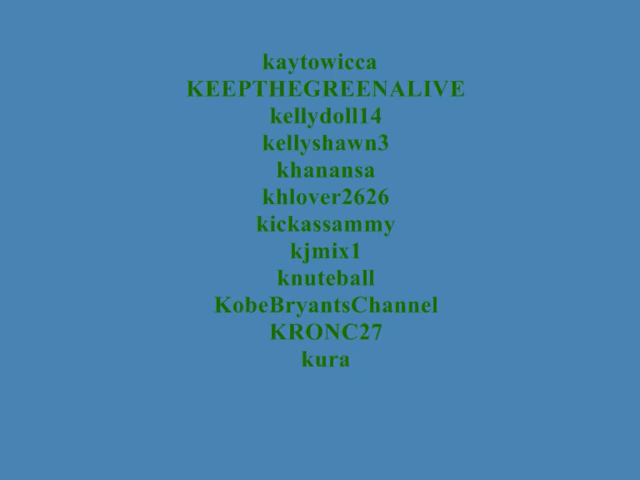 kaytowicca
KEEPTHEGREENALIVE
kellydoll14
kellyshawn3
khanansa
khlover2626
kickassammy
kjmix1
knuteball
KobeBryantsChannel
KRONC27
kura